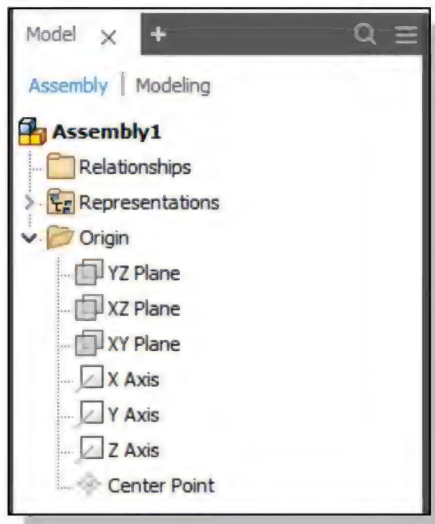 Model × +
Assembly | Modeling
Assembly1
Relationships
Representations
Origin
YZ Plane
XZ Plane
XY Plane
X Axis
Y Axis
Z Axis
Center Point